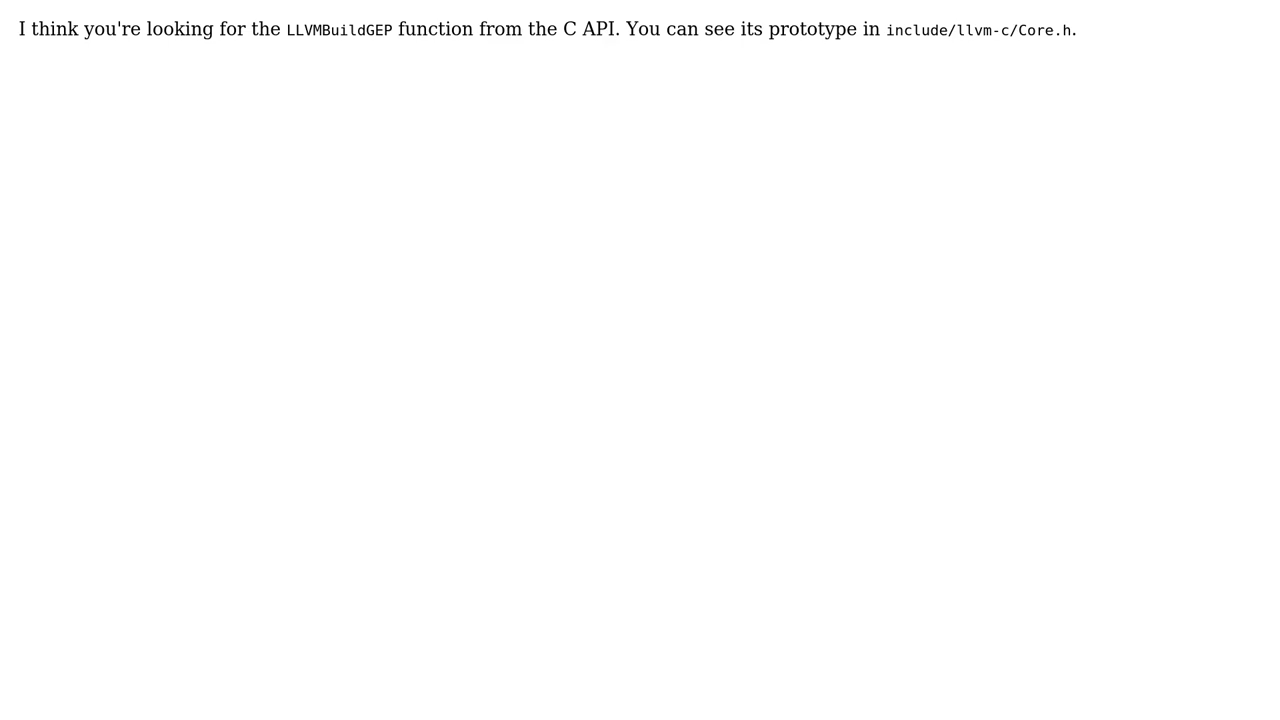 I think you're looking for the LLVMBuildGEP function from the C API. You can see its prototype in include/llvm-c/Core.h.